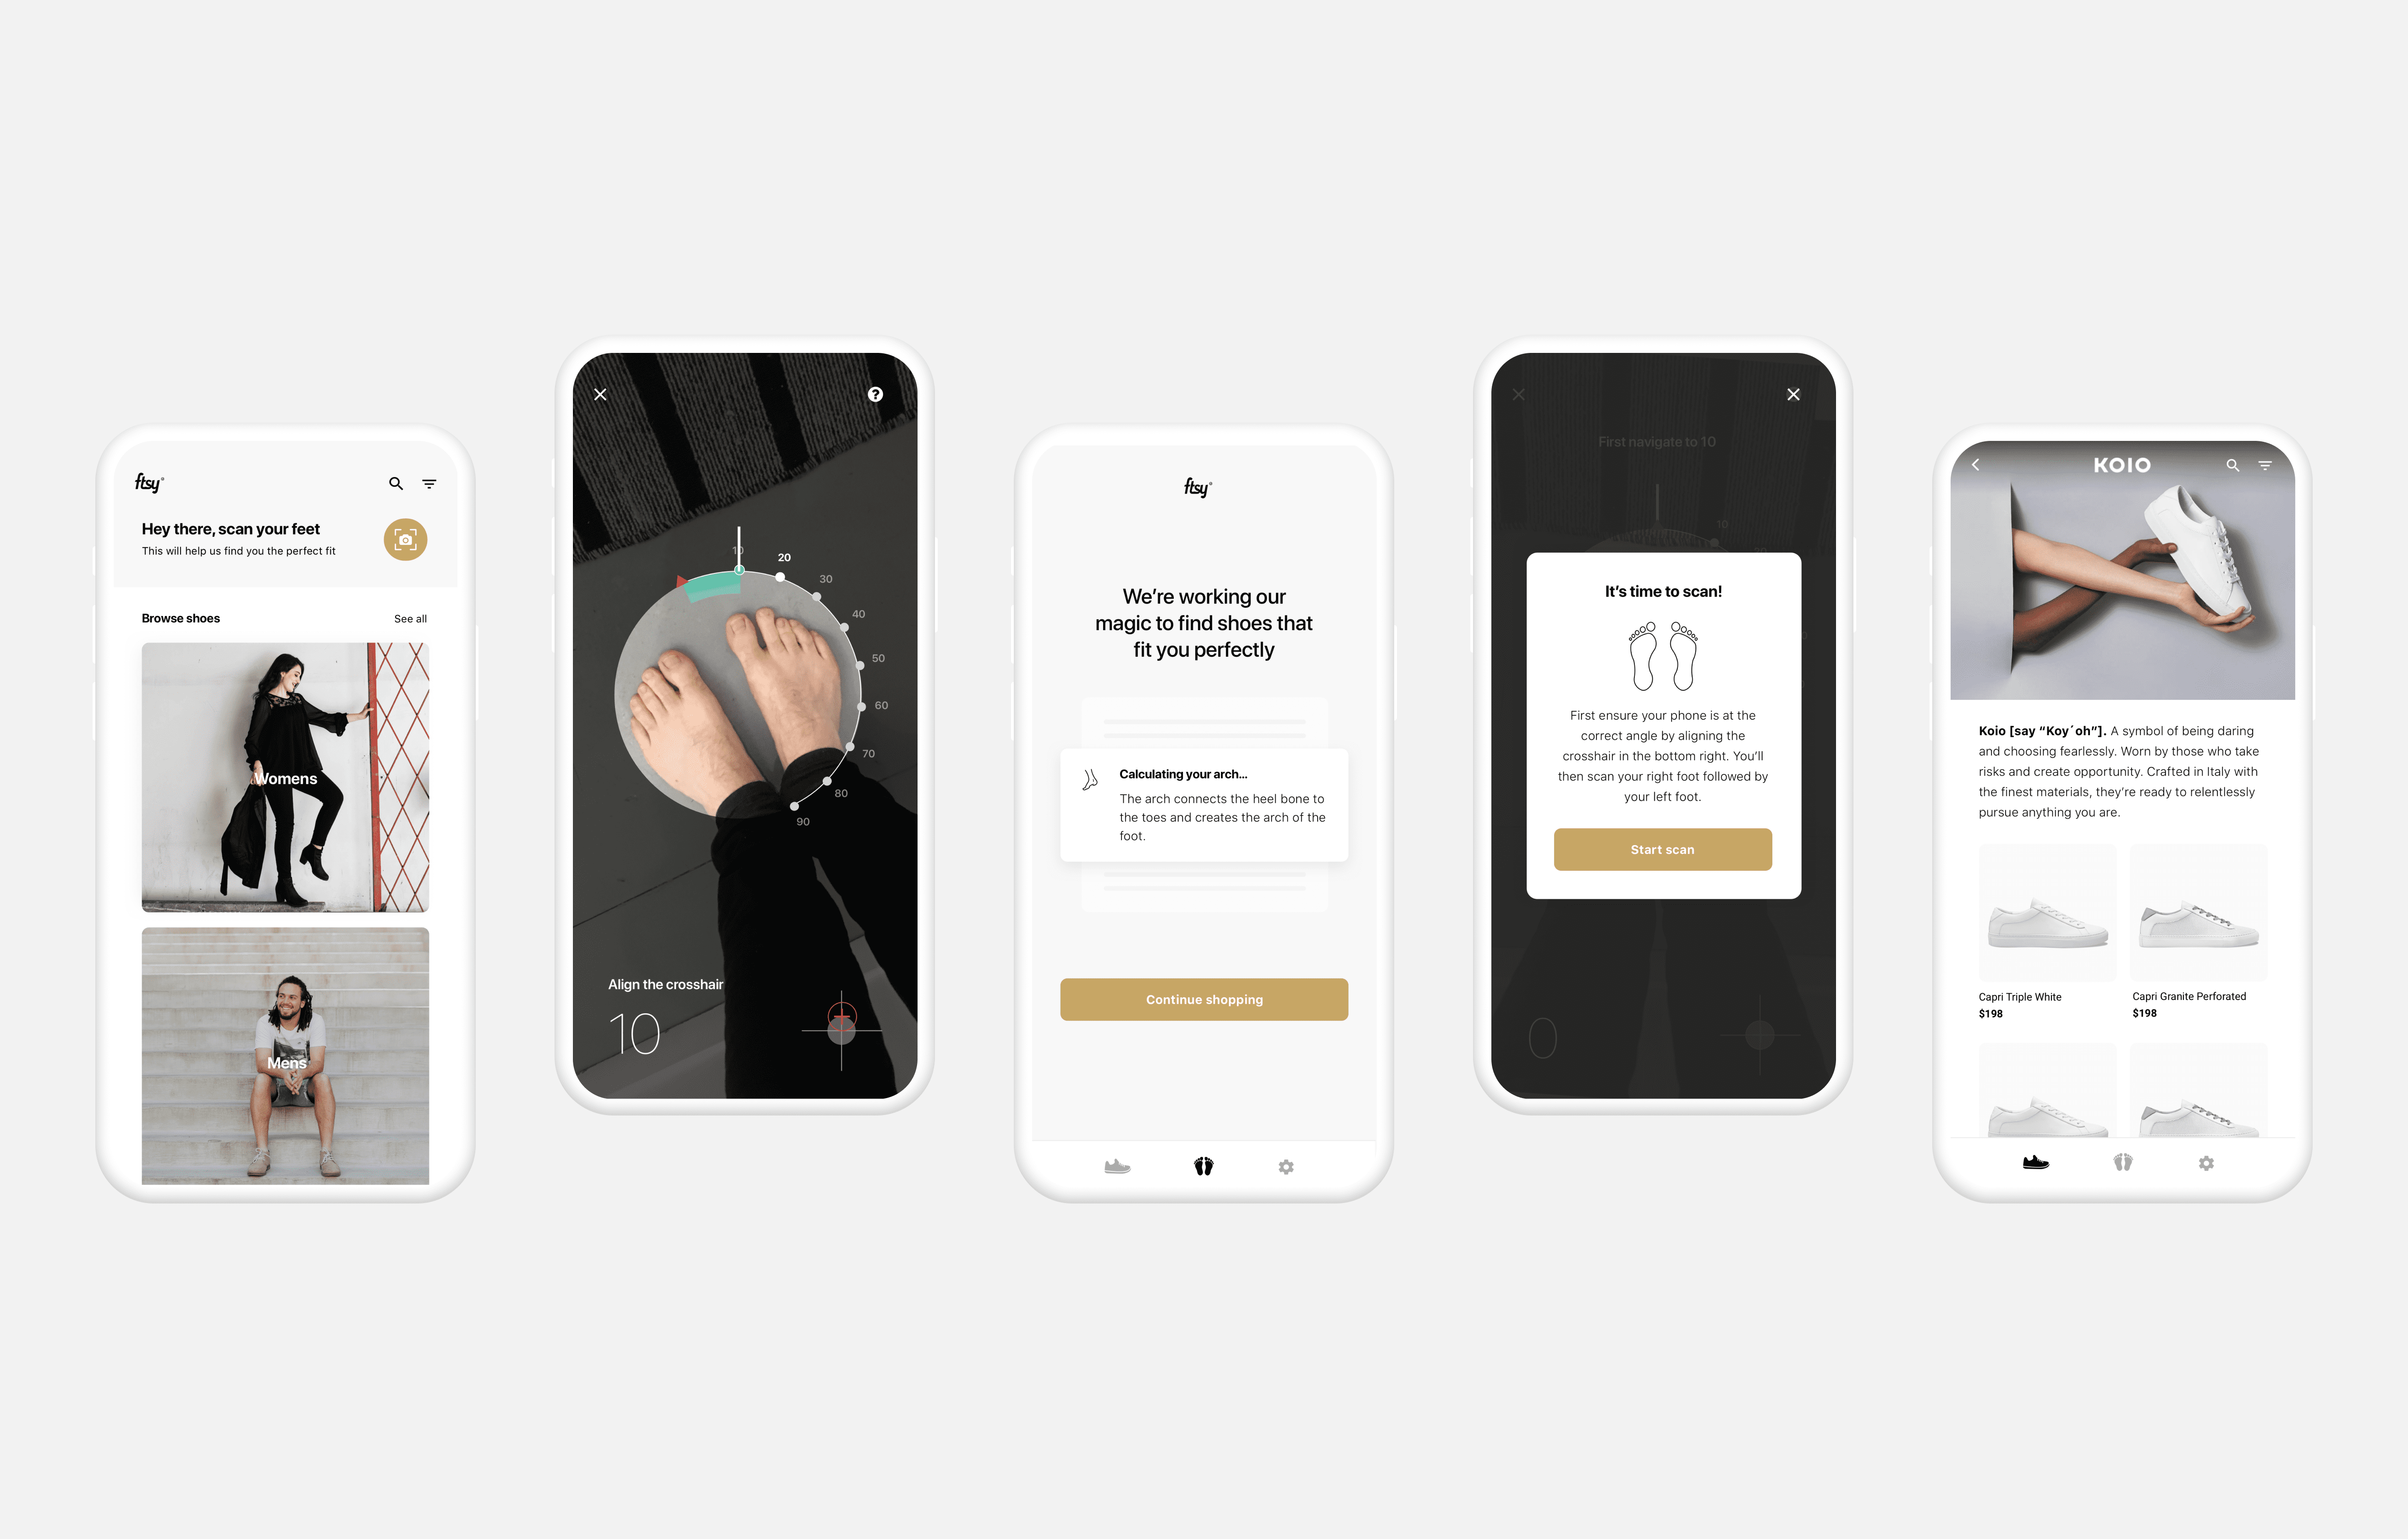 ftsy®
Hey there, scan your feet
This will help us find you the perfect fit
Browse shoes
See all
Womens
Mens
10
20
30
40
50
60
70
80
90
Align the crosshair
10
ftsy®
We're working our
magic to find shoes that
fit you perfectly
Calculating your arch...
The arch connects the heel bone to
the toes and creates the arch of the
foot.
Continue shopping
First navigate to 10
10
It's time to scan!
First ensure your phone is at the
correct angle by aligning the
crosshair in the bottom right. You'll
then scan your right foot followed by
your left foot.
Start scan
0
KOIO
Koio [say “Koy´oh”]. A symbol of being daring
and choosing fearlessly. Worn by those who take
risks and create opportunity. Crafted in Italy with
the finest materials, they're ready to relentlessly
pursue anything you are.
Capri Triple White
$198
Capri Granite Perforated
$198